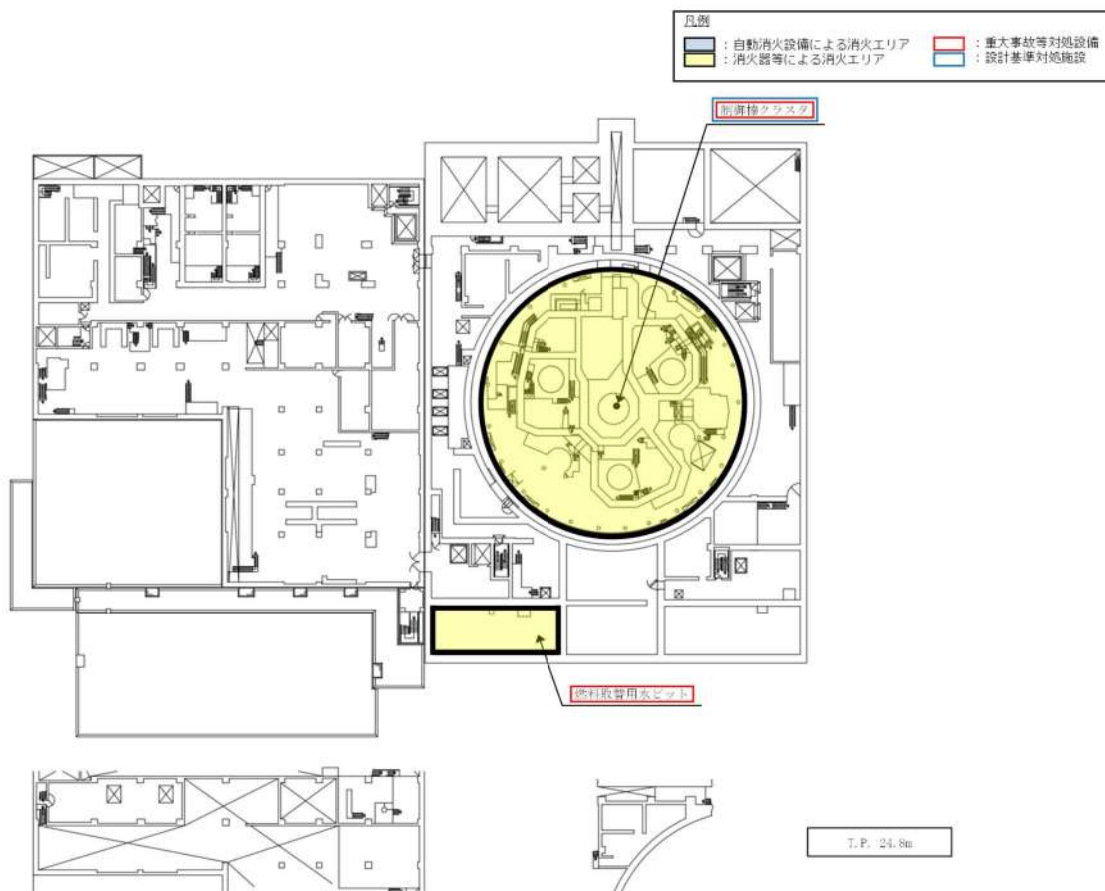 凡例
：自動消火設備による消火エリア
：消火器等による消火エリア
：重大事故等対処設備
：設計基準対処施設
制御棒クラスタ
燃料取替用水ピット
T.P. 24.8m